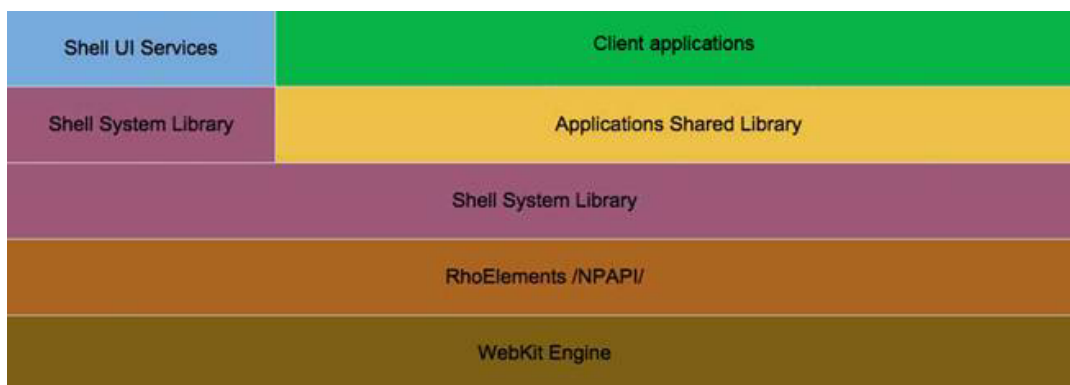 Shell UI Services
Client applications
Shell System Library
Applications Shared Library
Shell System Library
RhoElements /NPAPI/
WebKit Engine